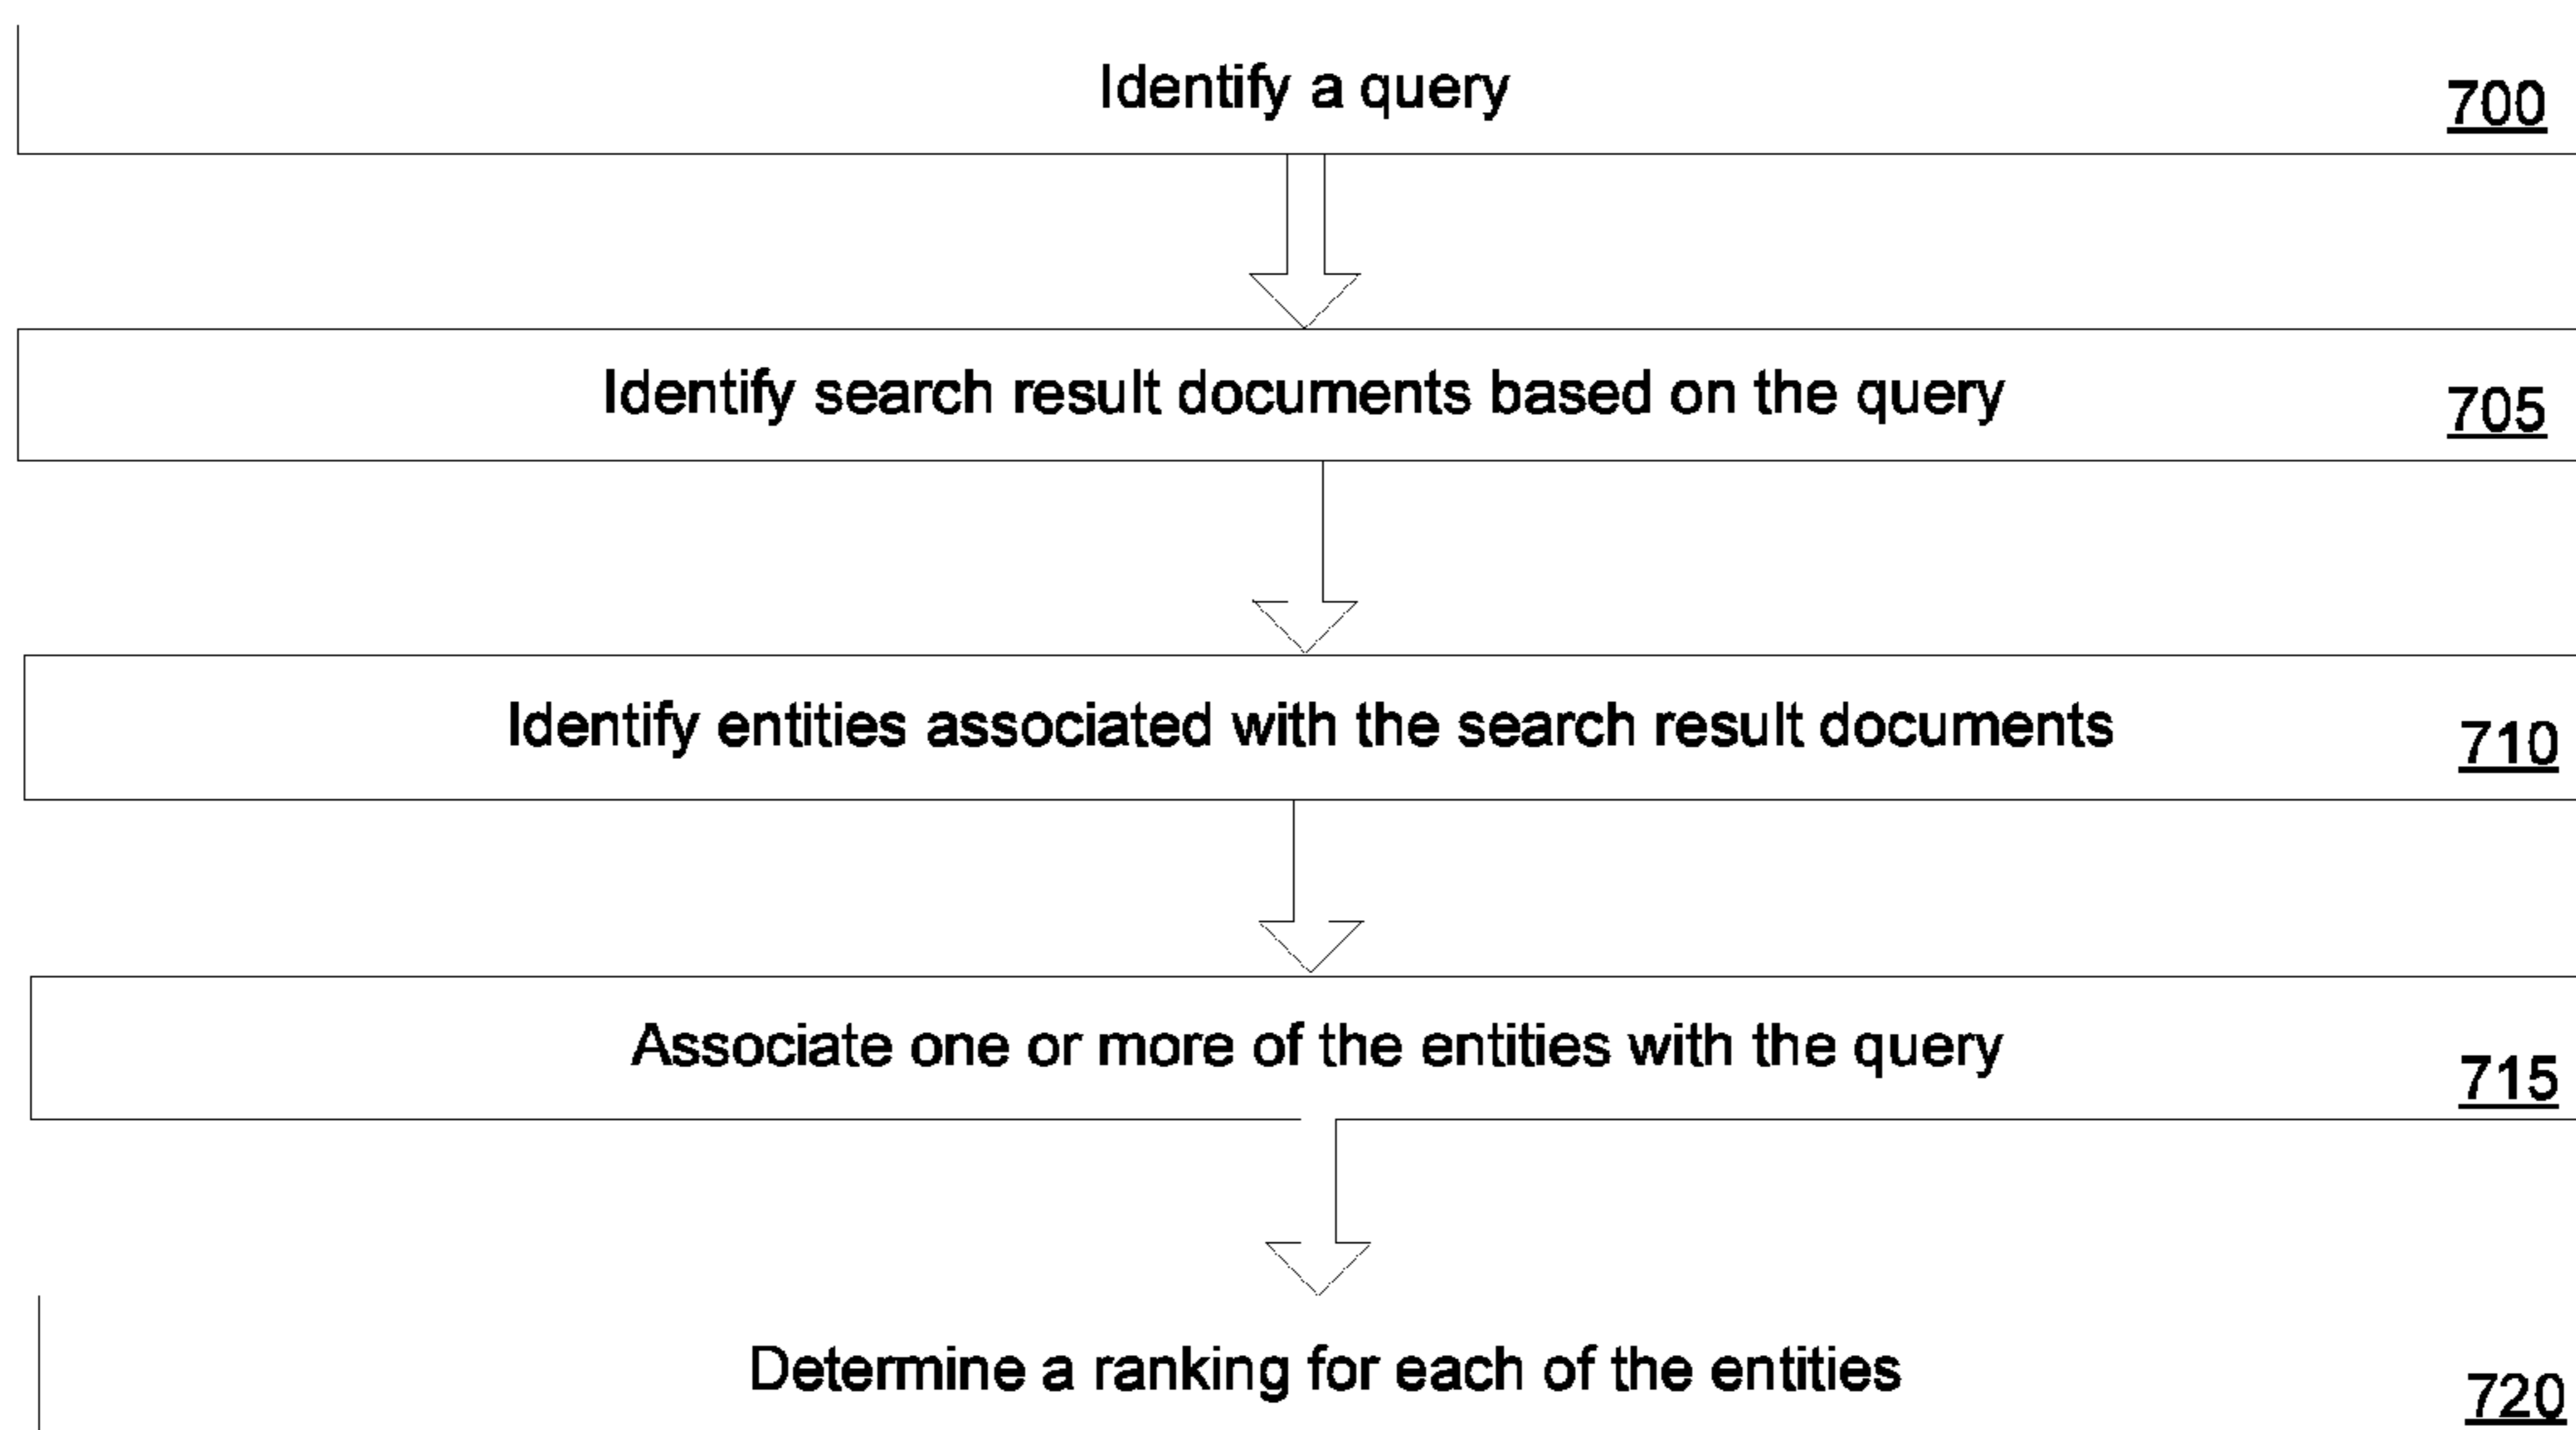 Identify a query
700
Identify search result documents based on the query
705
Identify entities associated with the search result documents
710
Associate one or more of the entities with the query
715
Determine a ranking for each of the entities
720